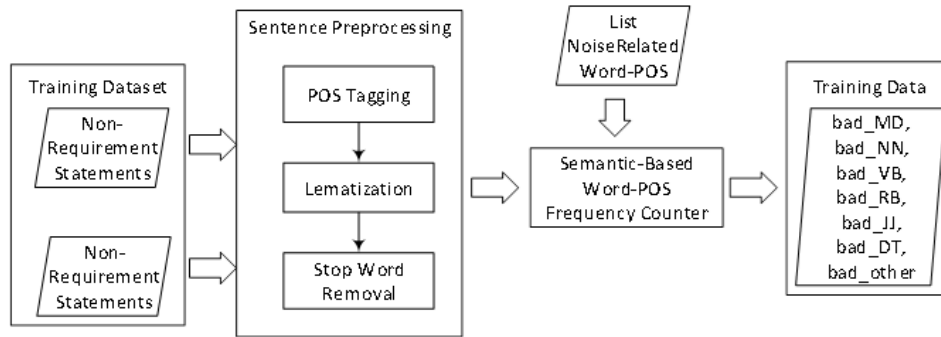 Training Dataset
Non-
Requirement
Statements
Non-
Requirement
Statements
Sentence Preprocessing
POS Tagging
Lematization
Stop Word
Removal
List
NoiseRelated
Word-POS
Semantic-Based
Word-POS
Frequency Counter
Training Data
bad_MD,
bad_NN,
bad_VB,
bad_RB,
bad_JJ,
bad_DT,
bad_other